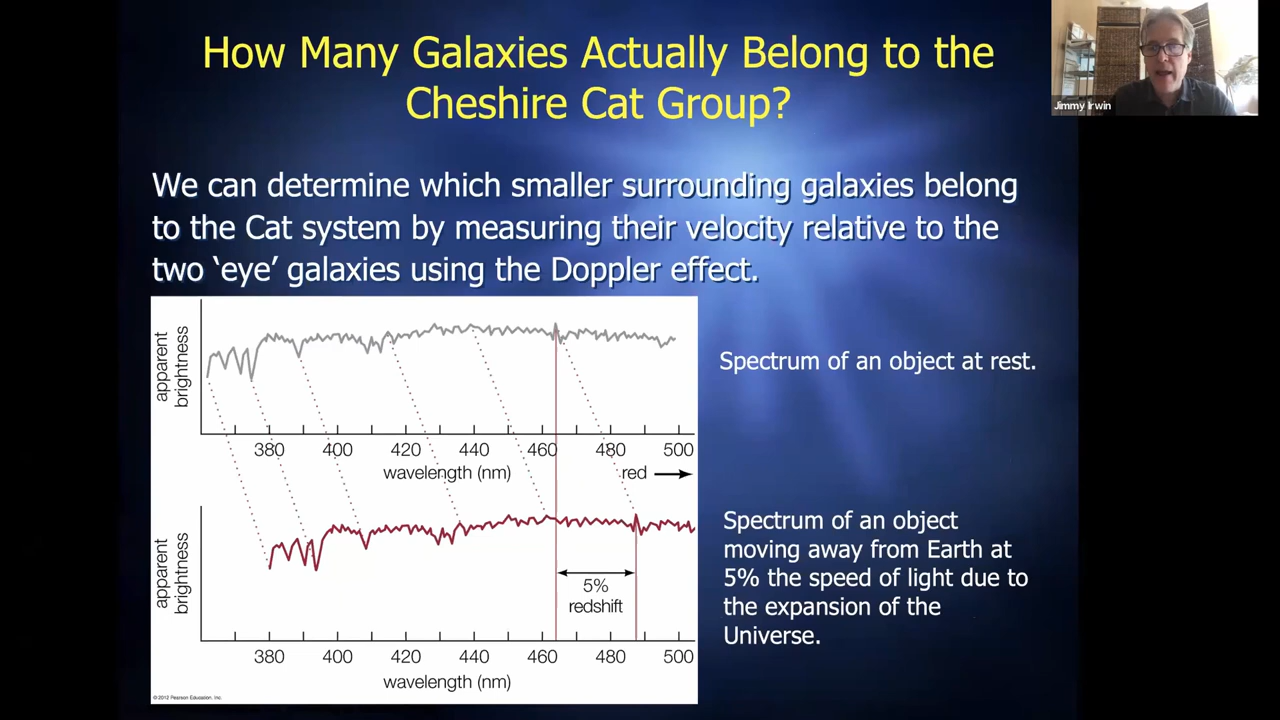 How Many Galaxies Actually Belong to the
Cheshire Cat Group?
Jimmy Irwin
We can determine which smaller surrounding galaxies belong
to the Cat system by measuring their velocity relative to the
two ‘eye’ galaxies using the Doppler effect.
apparent
brightness
380 400 420 440 460 480 500
wavelength (nm)
red
Spectrum of an object at rest.
apparent
brightness
5%
redshift
380 400 420 440 460 480 500
wavelength (nm)
© 2012 Pearson Education, Inc.
Spectrum of an object
moving away from Earth at
5% the speed of light due to
the expansion of the
Universe.